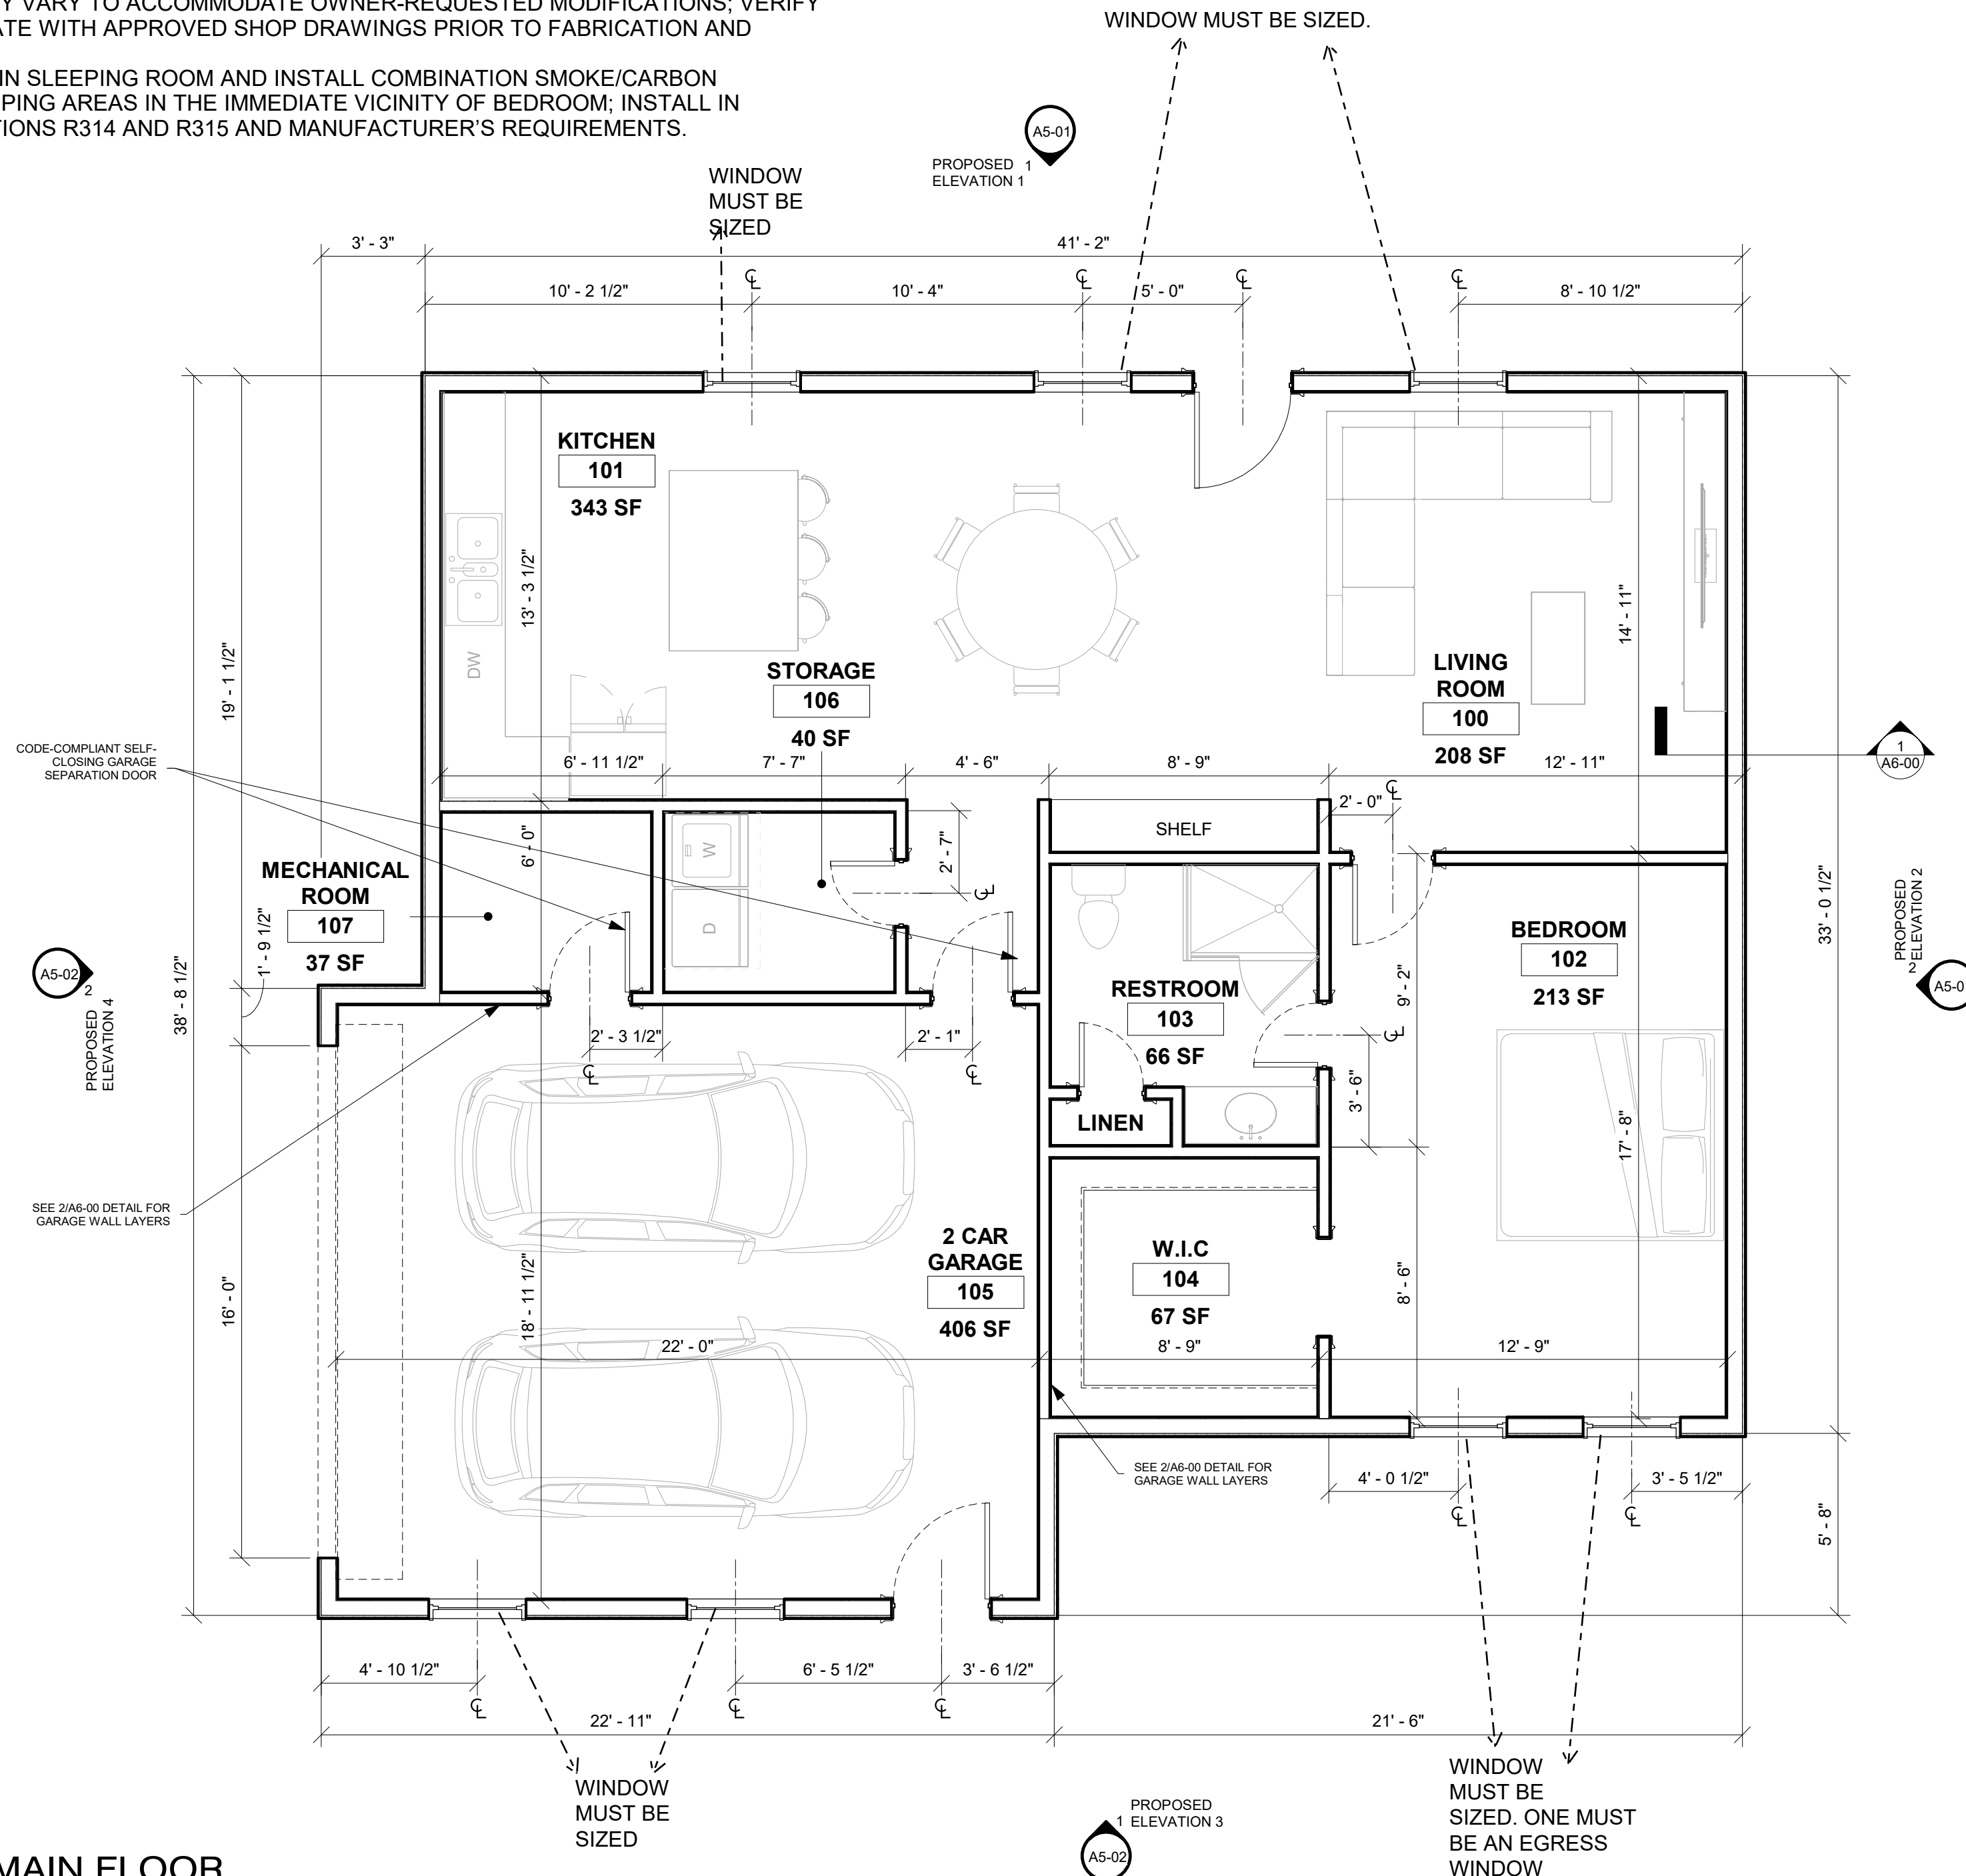 Y VARY TO ACCOMMODATE OWNER-REQUESTED MODIFICATIONS; VERIFY
ATE WITH APPROVED SHOP DRAWINGS PRIOR TO FABRICATION AND
IN SLEEPING ROOM AND INSTALL COMBINATION SMOKE/CARBON
PING AREAS IN THE IMMEDIATE VICINITY OF BEDROOM; INSTALL IN
TIONS R314 AND R315 AND MANUFACTURER'S REQUIREMENTS.
WINDOW MUST BE SIZED.
A5-01
PROPOSED 1
ELEVATION 1
WINDOW
MUST BE
SIZED
3' - 3"
41' - 2"
10' - 2 1/2"
10' - 4"
5' - 0"
8' - 10 1/2"
KITCHEN
101
343 SF
13' - 3 1/2"
DW
19' - 1 1/2"
14' - 11"
STORAGE
106
40 SF
LIVING
ROOM
100
208 SF
CODE-COMPLIANT SELF-
CLOSING GARAGE
SEPARATION DOOR
1
A6-00
6' - 11 1/2"
7' - 7"
4' - 6"
8' - 9"
12' - 11"
2' - 0"
SHELF
6' - 0"
W
2' - 7"
D
MECHANICAL
ROOM
107
37 SF
1' - 9 1/2"
38' - 8 1/2"
33' - 0 1/2"
BEDROOM
102
213 SF
9' - 2"
PROPOSED
ELEVATION 2
2
A5-0
A5-02
2
PROPOSED
ELEVATION 4
RESTROOM
103
66 SF
2' - 3 1/2"
2' - 1"
3' - 6"
LINEN
17' - 8"
SEE 2/A6-00 DETAIL FOR
GARAGE WALL LAYERS
2 CAR
GARAGE
105
406 SF
W.I.C
104
67 SF
16' - 0"
18' - 11 1/2"
8' - 6"
22' - 0"
8' - 9"
12' - 9"
SEE 2/A6-00 DETAIL FOR
GARAGE WALL LAYERS
4' - 0 1/2"
3' - 5 1/2"
5' - 8"
4' - 10 1/2"
6' - 5 1/2"
3' - 6 1/2"
22' - 11"
21' - 6"
WINDOW
MUST BE
SIZED
WINDOW
MUST BE
SIZED. ONE MUST
BE AN EGRESS
WINDOW
PROPOSED
1 ELEVATION 3
A5-02
MAIN FLOOR